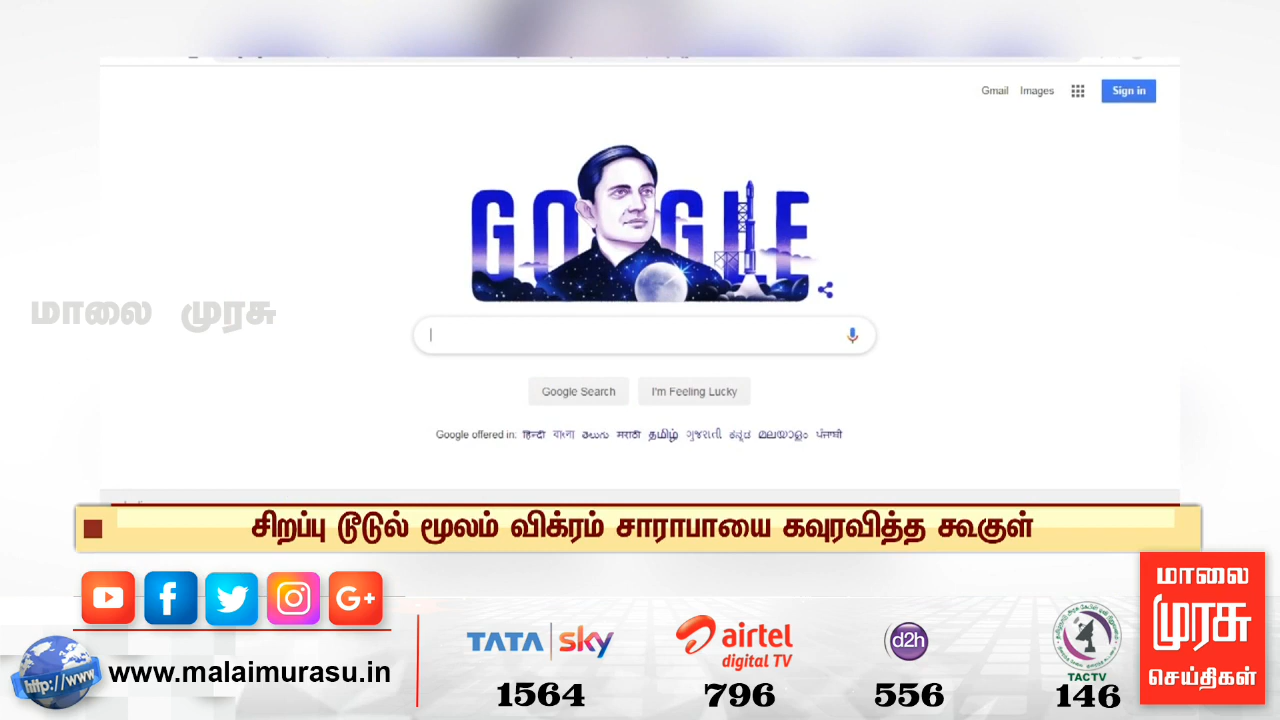 Gmail Images Sign in
GOOGLE
மாலை முரசு
Google Search I'm Feeling Lucky
Google offered in: हिन्दी বাংলা తెలుగు मराठी தமிழ் ગુજરાતી ಕನ್ನಡ മലയാളം ਪੰਜਾਬੀ
சிறப்பு டூடுல் மூலம் விக்ரம் சாராபாயை கவுரவித்த கூகுள்
மாலை
முரசு
செய்திகள்
G+
http://www
www.malaimurasu.in
TATA sky
1564
airtel
digital TV
796
d2h
556
TACTV
146